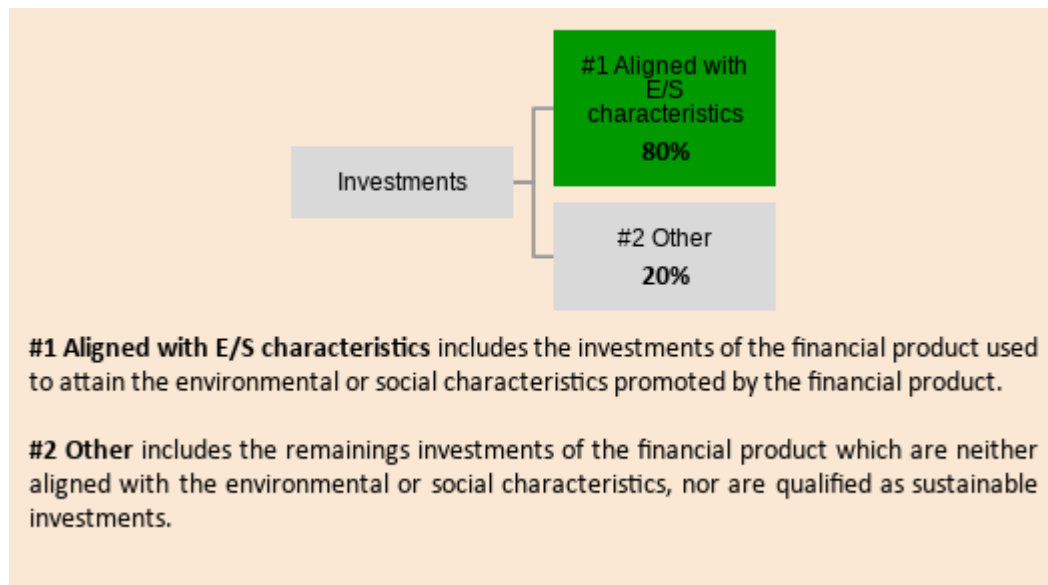 #1 Aligned with
E/S
characteristics
80%
Investments
#2 Other
20%
#1 Aligned with E/S characteristics includes the investments of the financial product used
to attain the environmental or social characteristics promoted by the financial product.
#2 Other includes the remainings investments of the financial product which are neither
aligned with the environmental or social characteristics, nor are qualified as sustainable
investments.